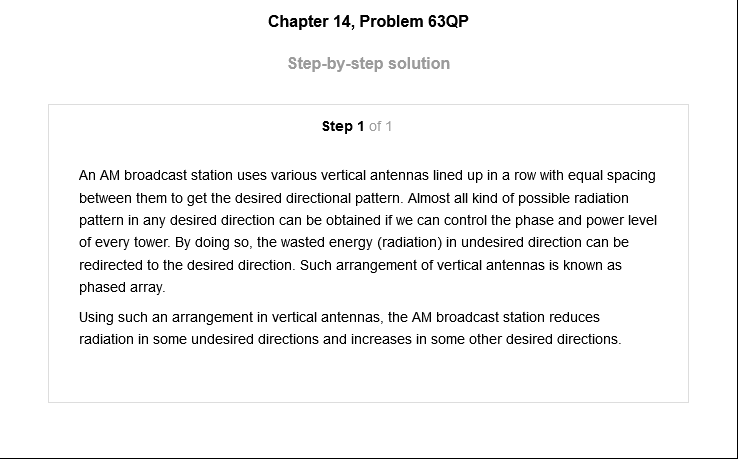 Chapter 14, Problem 63QP
Step-by-step solution
Step 1 of 1
An AM broadcast station uses various vertical antennas lined up in a row with equal spacing
between them to get the desired directional pattern. Almost all kind of possible radiation
pattern in any desired direction can be obtained if we can control the phase and power level
of every tower. By doing so, the wasted energy (radiation) in undesired direction can be
redirected to the desired direction. Such arrangement of vertical antennas is known as
phased array.
Using such an arrangement in vertical antennas, the AM broadcast station reduces
radiation in some undesired directions and increases in some other desired directions.